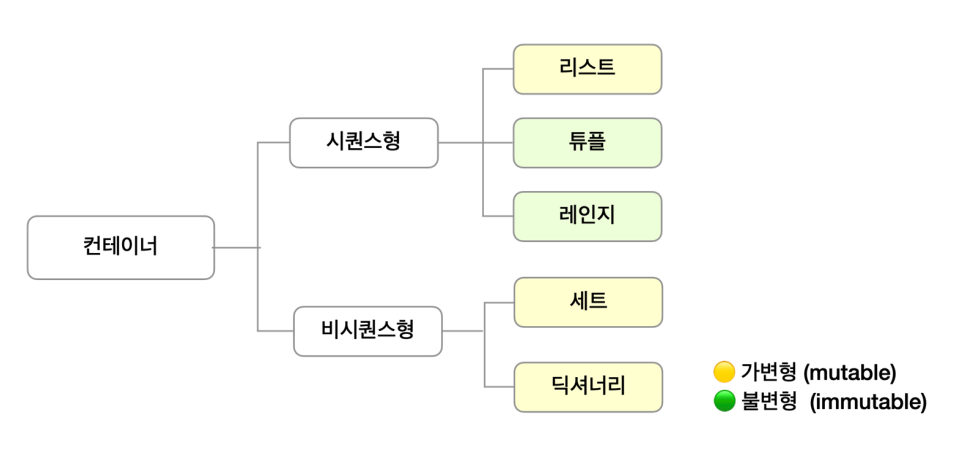 컨테이너
시퀀스형
리스트
튜플
레인지
비시퀀스형
세트
딕셔너리
가변형 (mutable)
불변형 (immutable)